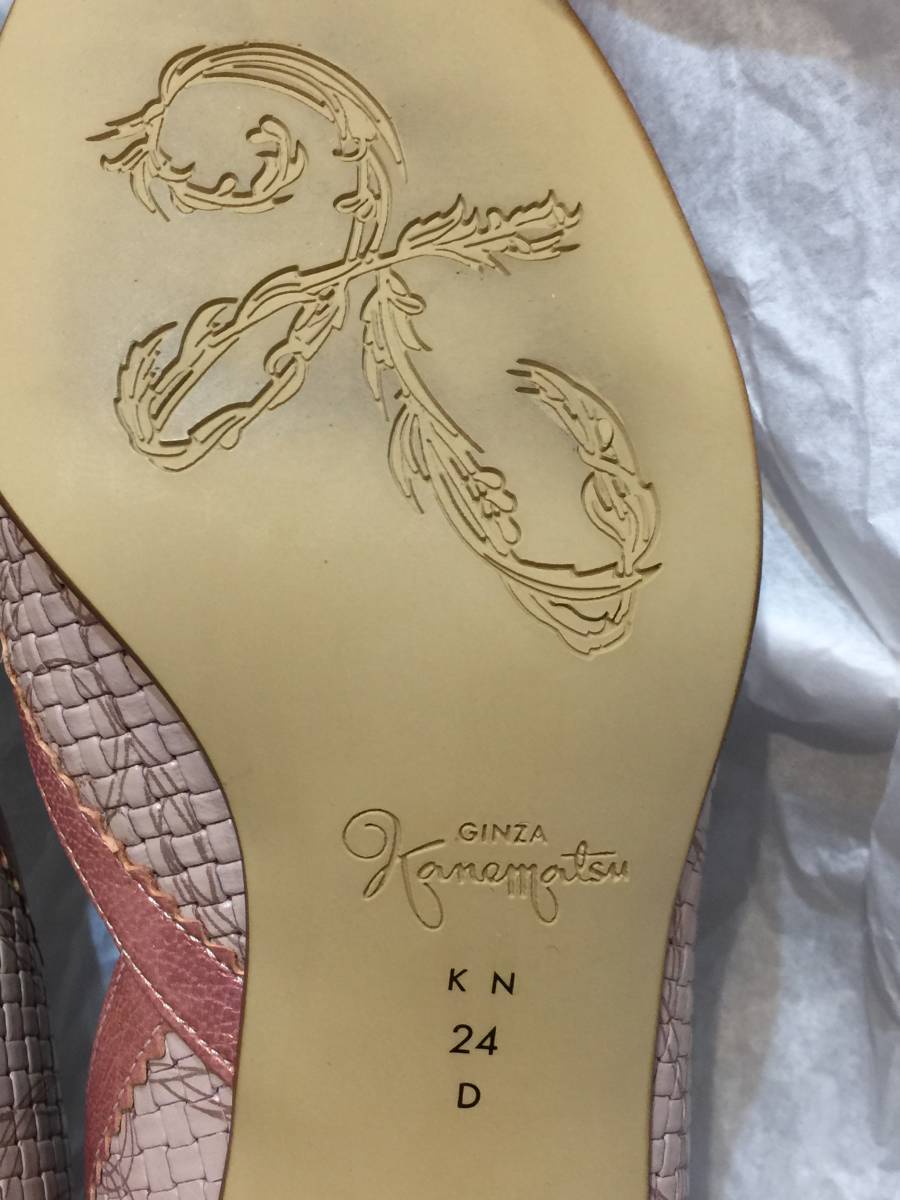 GINZA
Kanematsu
K N
24
D